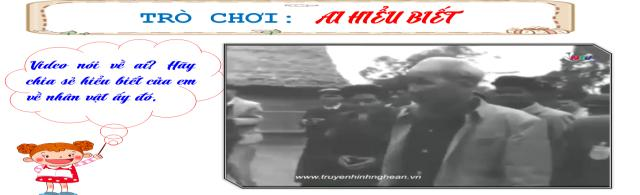 TRÒ CHƠI : AI HIỂU BIẾT
Video nói về ai? Hãy
chia sẽ hiểu biết của em
về nhân vật ấy đó.
www.truyenhinhnghean.vn